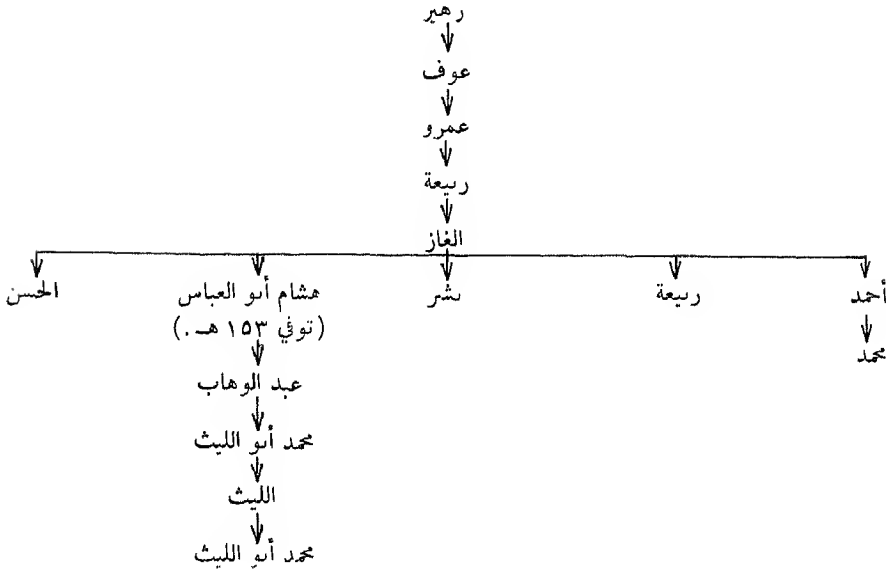 زهير
عوف
عمرو
ربيعة
الغاز
أحمد ربيعة بشر هشام أبو العباس الحسن
(توفي ١٥٣ هـ.)
محمد
عبد الوهاب
محمد أبو الليث
الليث
محمد أبو الليث